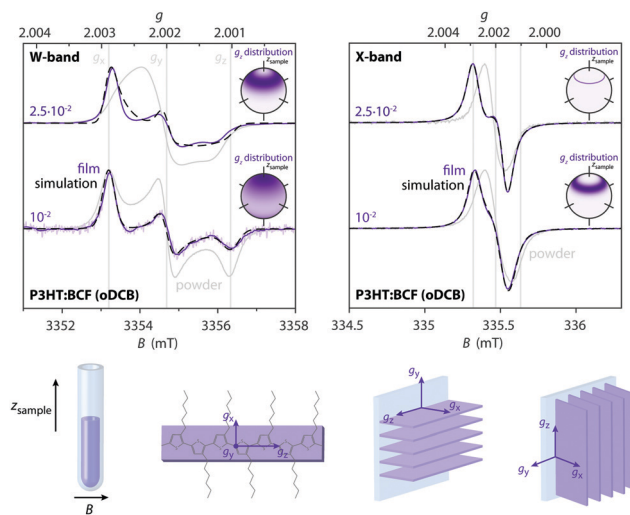 g
2.004 2.003 2.002 2.001
W-band
gx gy gz
gz distribution
zsample
2.5·10-2
film
simulation
gz distribution
zsample
10-2
powder
P3HT:BCF (oDCB)
3352 3354 3356 3358
B (mT)
g
2.004 2.002 2.000
X-band
gz distribution
zsample
2.5·10-2
film
simulation
gz distribution
zsample
10-2
powder
P3HT:BCF (oDCB)
334.5 335 335.5 336
B (mT)
zsample
B
gx
gy gz
gy
gz gx
gz
gy gx